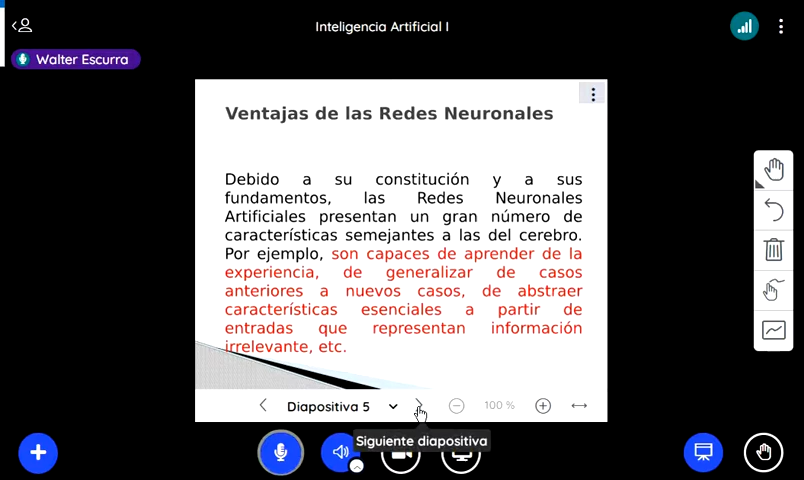 Inteligencia Artificial I
Walter Escurra
Ventajas de las Redes Neuronales
Debido a su constitución y a sus
fundamentos, las Redes Neuronales
Artificiales presentan un gran número de
características semejantes a las del cerebro.
Por ejemplo, son capaces de aprender de la
experiencia, de generalizar de casos
anteriores a nuevos casos, de abstraer
características esenciales a partir de
entradas que representan información
irrelevante, etc.
Diapositiva 5
100 %
Siguiente diapositiva